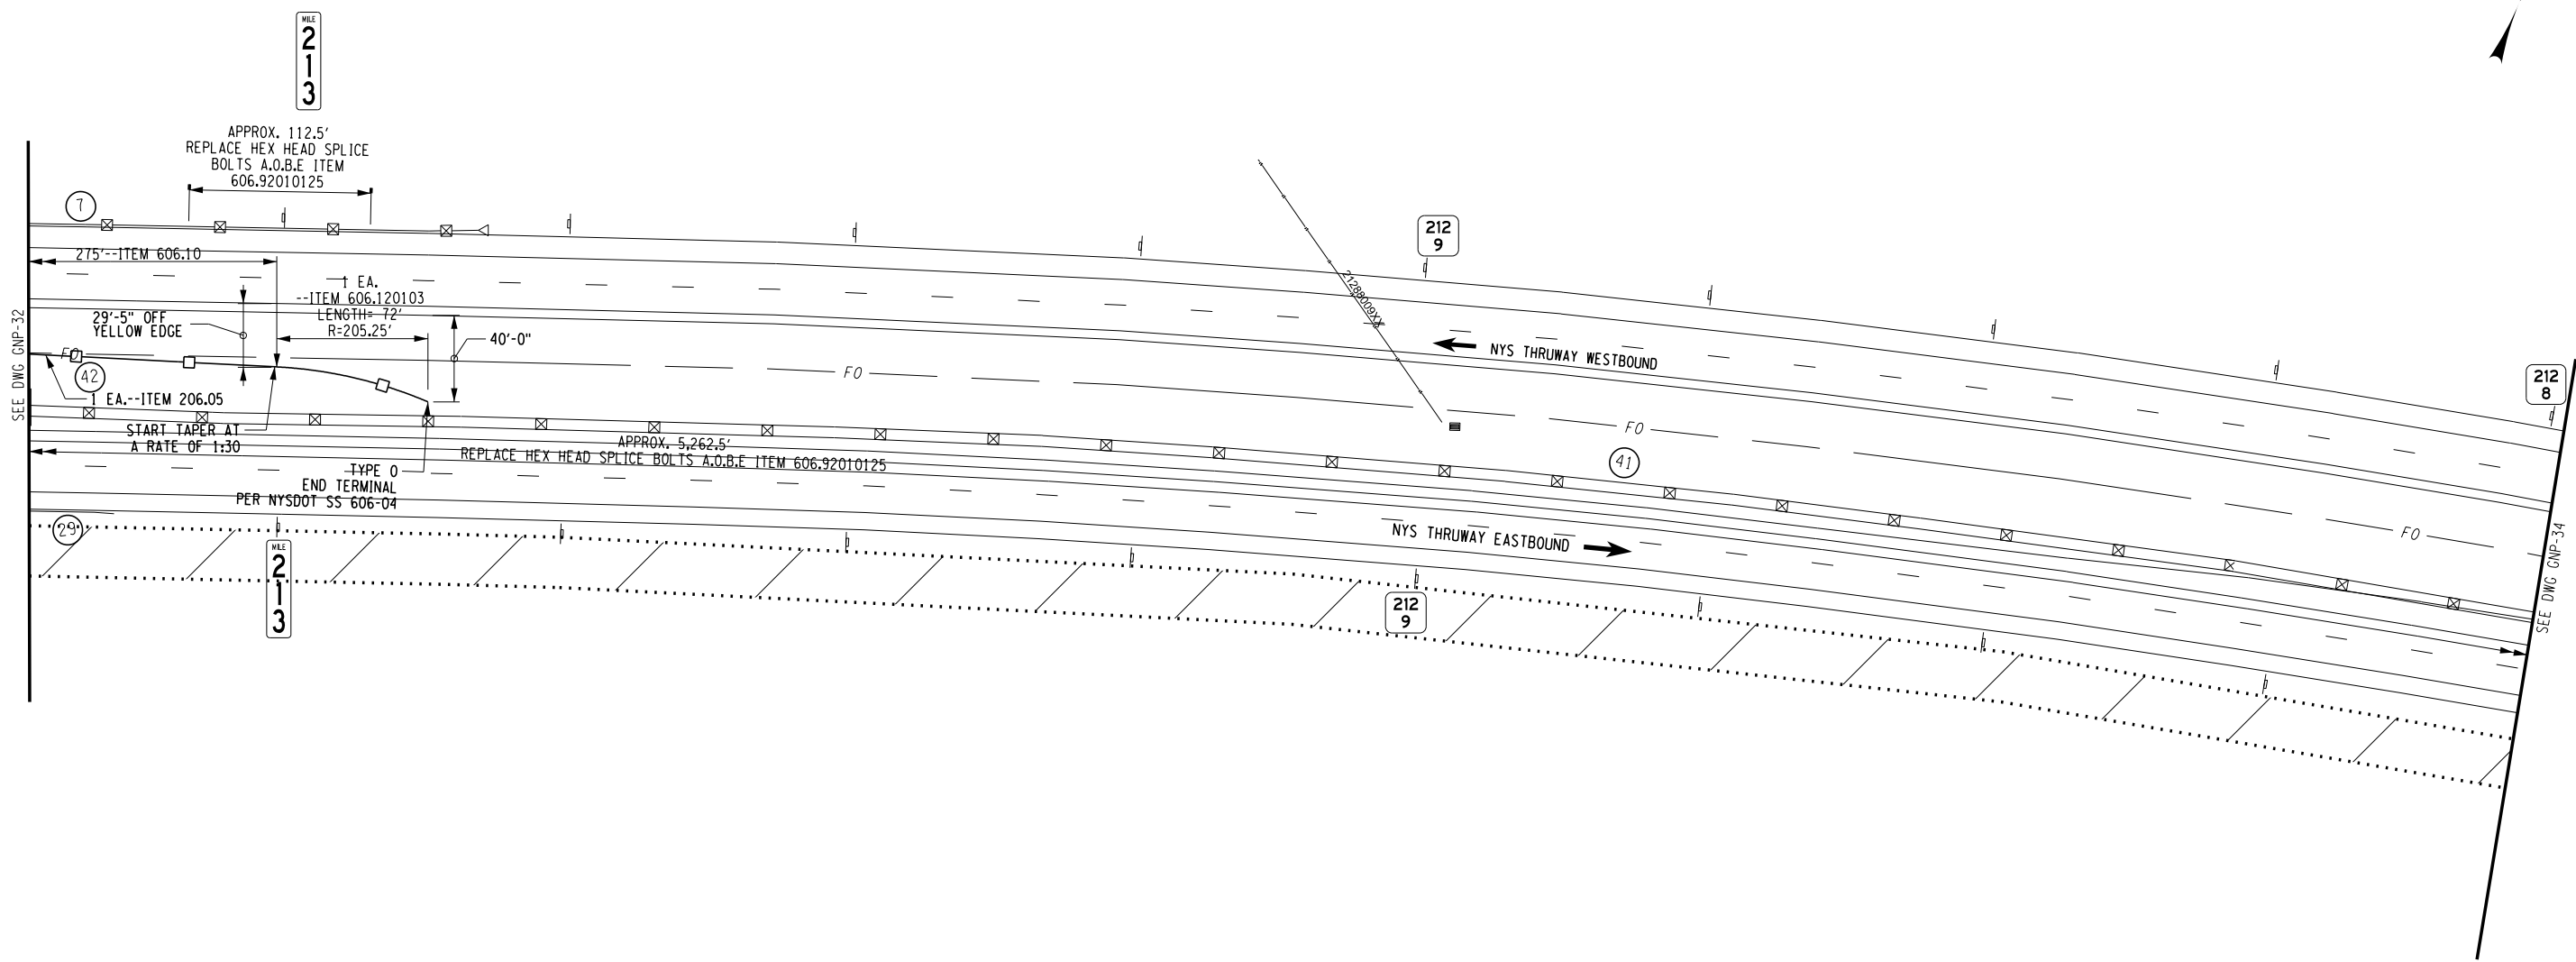 MILE
2
1
3
APPROX. 112.5'
REPLACE HEX HEAD SPLICE
BOLTS A.O.B.E ITEM
606.92010125
7
275'--ITEM 606.10
1 EA.
--ITEM 606.120103
LENGTH= 72'
R=205.25'
29'-5" OFF
YELLOW EDGE
40'-0"
SEE DWG GNP-32
FO
42
1 EA.--ITEM 206.05
START TAPER AT
A RATE OF 1:30
TYPE 0
END TERMINAL
PER NYSDOT SS 606-04
APPROX. 5,262.5'
REPLACE HEX HEAD SPLICE BOLTS A.O.B.E ITEM 606.92010125
29
MILE
2
1
3
FO
2128B009XX
212
9
NYS THRUWAY WESTBOUND
FO
41
NYS THRUWAY EASTBOUND
212
9
212
8
FO
SEE DWG GNP-34